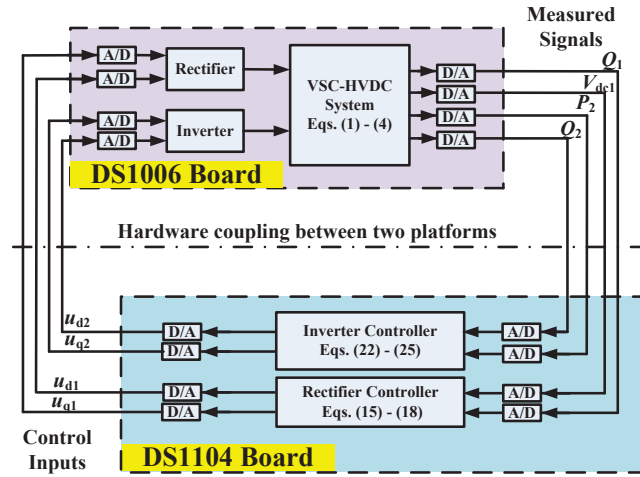 Measured
Signals
A/D
A/D
Rectifier
A/D
A/D
Inverter
VSC-HVDC
System
Eqs. (1) - (4)
D/A
D/A
D/A
D/A
Q1
Vdc1
P2
Q2
DS1006 Board
Hardware coupling between two platforms
ud2
uq2
ud1
uq1
D/A
D/A
D/A
D/A
Inverter Controller
Eqs. (22) - (25)
Rectifier Controller
Eqs. (15) - (18)
A/D
A/D
A/D
A/D
Control
Inputs
DS1104 Board